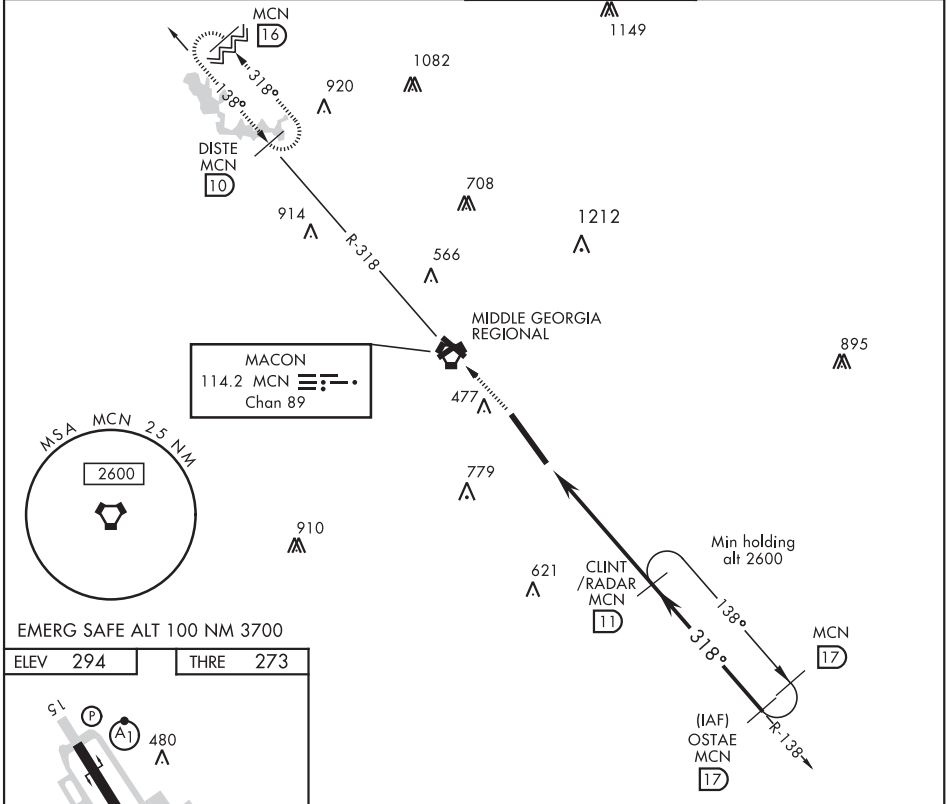 MCN
16
1149
1082
920
318°
138°
DISTE
MCN
10
708
914
1212
R-318
566
MIDDLE GEORGIA
REGIONAL
MACON
114.2 MCN
Chan 89
895
477
MSA MCN 25 NM
2600
779
910
Min holding
alt 2600
621
CLINT
/RADAR
MCN
11
138°
318°
MCN
17
(IAF)
OSTAE
MCN
17
R-138
EMERG SAFE ALT 100 NM 3700
ELEV 294
THRE 273
15
P
A1
480